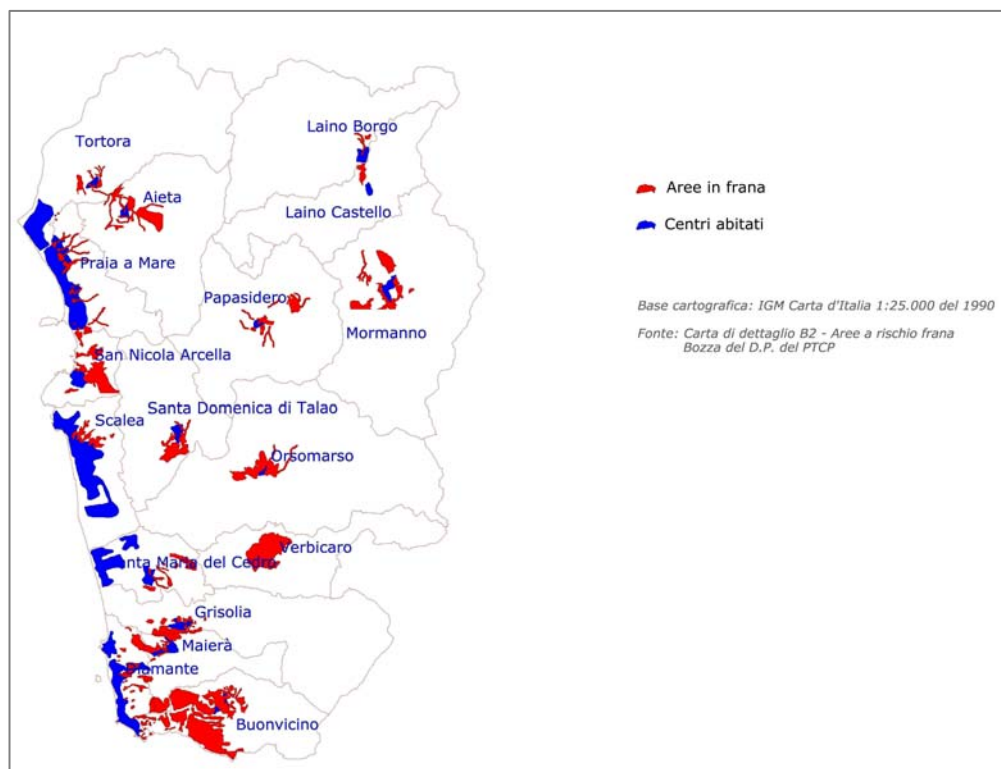 Tortora
Laino Borgo
Aieta
Laino Castello
Praia a Mare
Papasidero
Mormanno
San Nicola Arcella
Santa Domenica di Talao
Scalea
Orsomarso
Verbicaro
anta Maria del Cedro
Grisolia
Maierà
Diamante
Buonvicino
Aree in frana
Centri abitati
Base cartografica: IGM Carta d'Italia 1:25.000 del 1990
Fonte: Carta di dettaglio B2 - Aree a rischio frana
Bozza del D.P. del PTCP